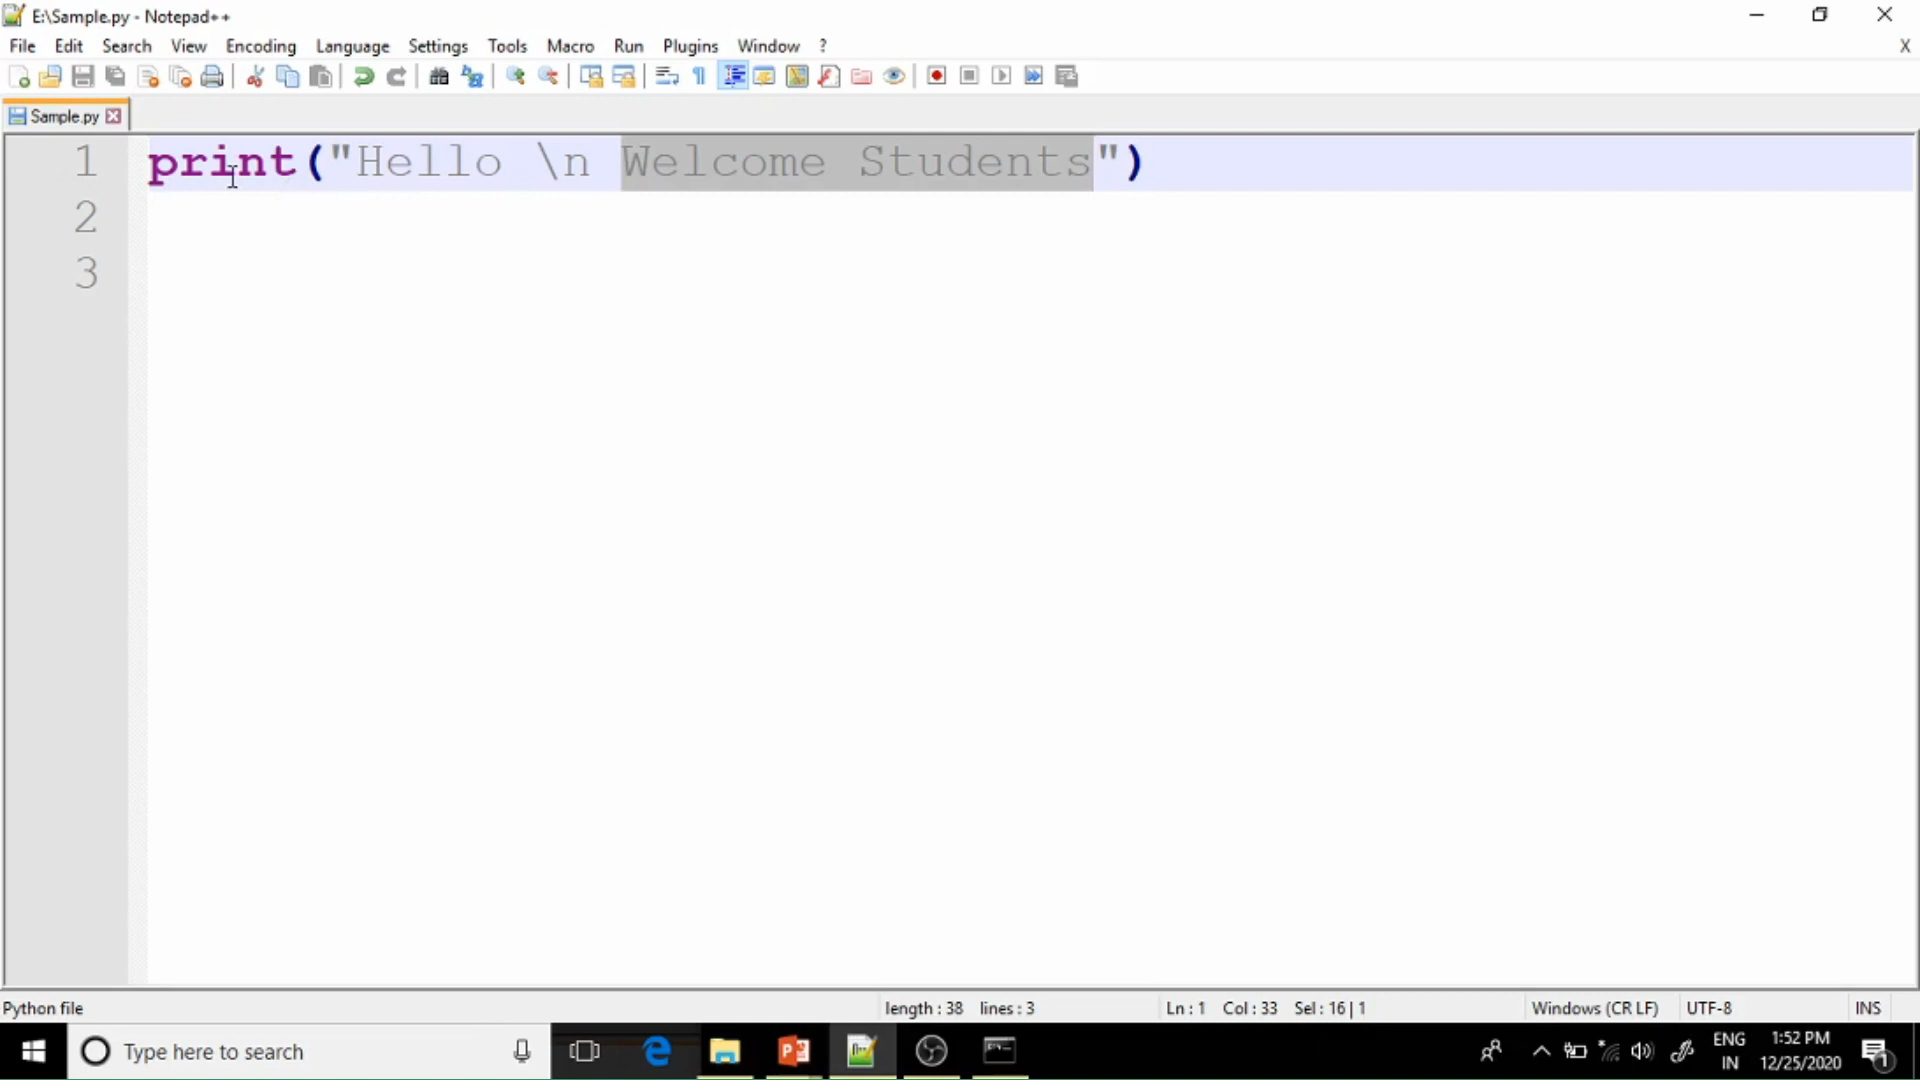 E:\Sample.py - Notepad++
File Edit Search View Encoding Language Settings Tools Macro Run Plugins Window ? X
Sample.py
1 print("Hello \n Welcome Students")
2
3
Python file length : 38 lines : 3 Ln : 1 Col : 33 Sel : 16 | 1 Windows (CR LF) UTF-8 INS
Type here to search
ENG 1:52 PM
IN 12/25/2020 1